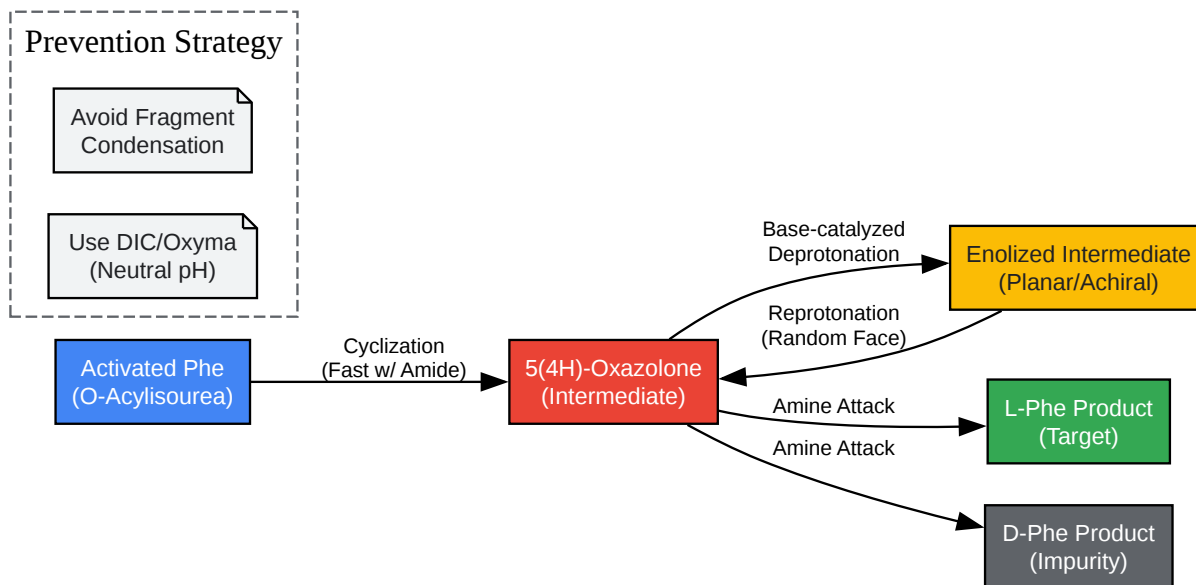 Prevention Strategy
Avoid Fragment
Condensation
Use DIC/Oxyma
(Neutral pH)
Activated Phe
(O-Acylisourea)
Cyclization
(Fast w/ Amide)
5(4H)-Oxazolone
(Intermediate)
Base-catalyzed
Deprotonation
Reprotonation
(Random Face)
Enolized Intermediate
(Planar/Achiral)
Amine Attack
L-Phe Product
(Target)
Amine Attack
D-Phe Product
(Impurity)